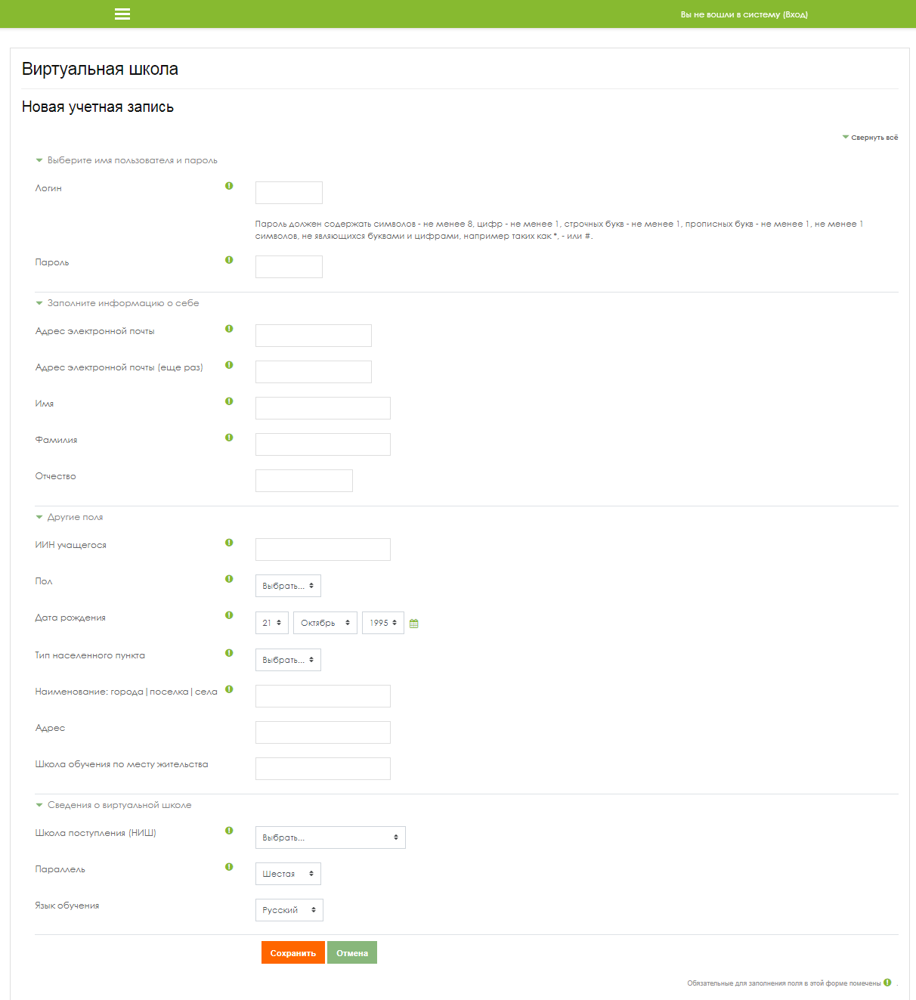 Вы не вошли в систему (Вход)
Виртуальная школа
Новая учетная запись
Свернуть всё
Выберите имя пользователя и пароль
Логин
Пароль должен содержать символов - не менее 8, цифр - не менее 1, строчных букв - не менее 1, прописных букв - не менее 1, не менее 1
символов, не являющихся буквами и цифрами, например таких как *, - или #.
Пароль
Заполните информацию о себе
Адрес электронной почты
Адрес электронной почты (еще раз)
Имя
Фамилия
Отчество
Другие поля
ИИН учащегося
Пол Выбрать...
Дата рождения 21 Октябрь 1995
Тип населенного пункта Выбрать...
Наименование: города|поселка|села
Адрес
Школа обучения по месту жительства
Сведения о виртуальной школе
Школа поступления (НИШ) Выбрать...
Параллель Шестая
Язык обучения Русский
Сохранить Отмена
Обязательные для заполнения поля в этой форме помечены .